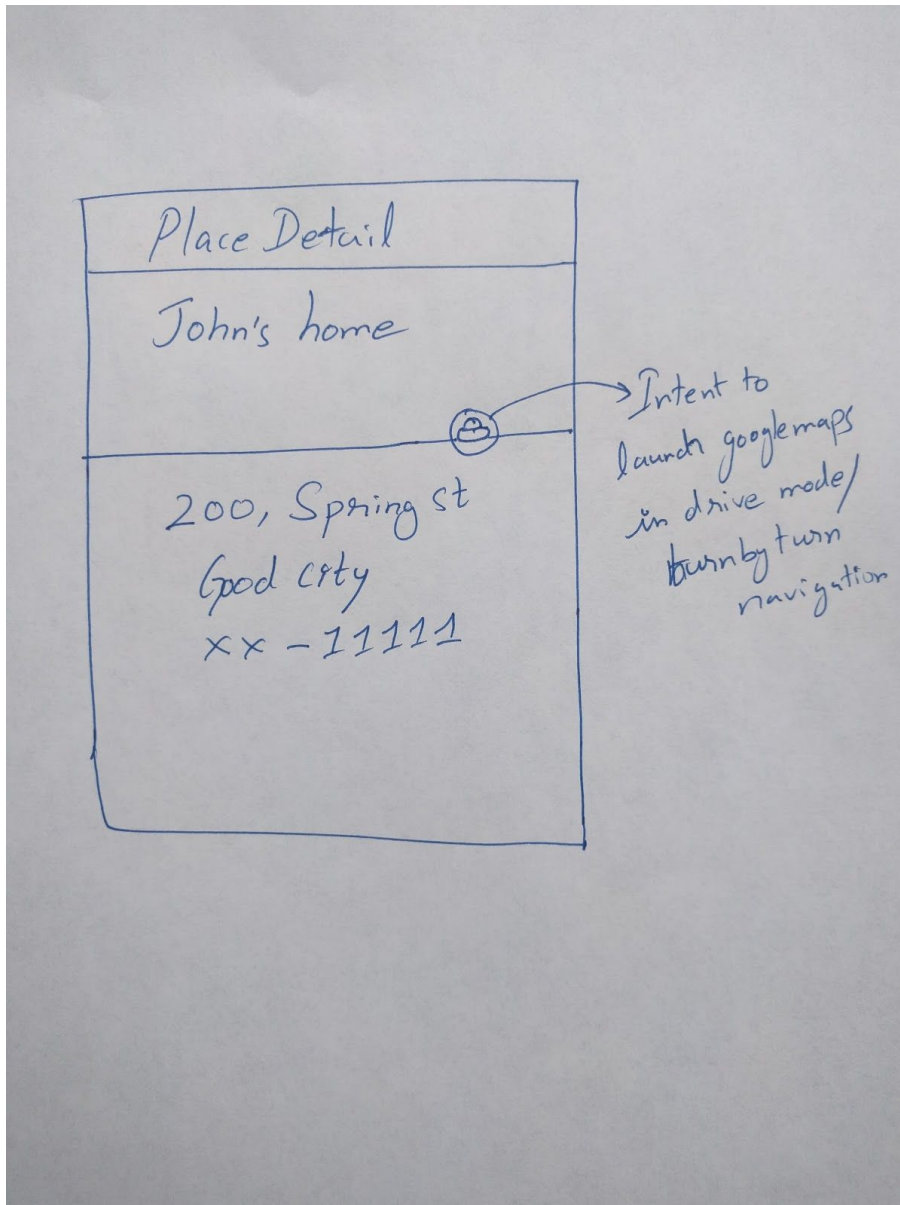 Place Detail
John's home
Intent to
launch googlemaps
in drive mode/
turn by turn
navigation
200, Spring st
Good city
xx - 11111